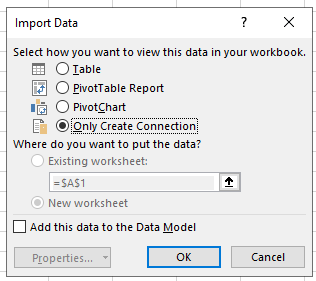 Import Data
?
Select how you want to view this data in your workbook.
Table
PivotTable Report
PivotChart
Only Create Connection
Where do you want to put the data?
Existing worksheet:
=$A$1
New worksheet
Add this data to the Data Model
Properties...
OK
Cancel